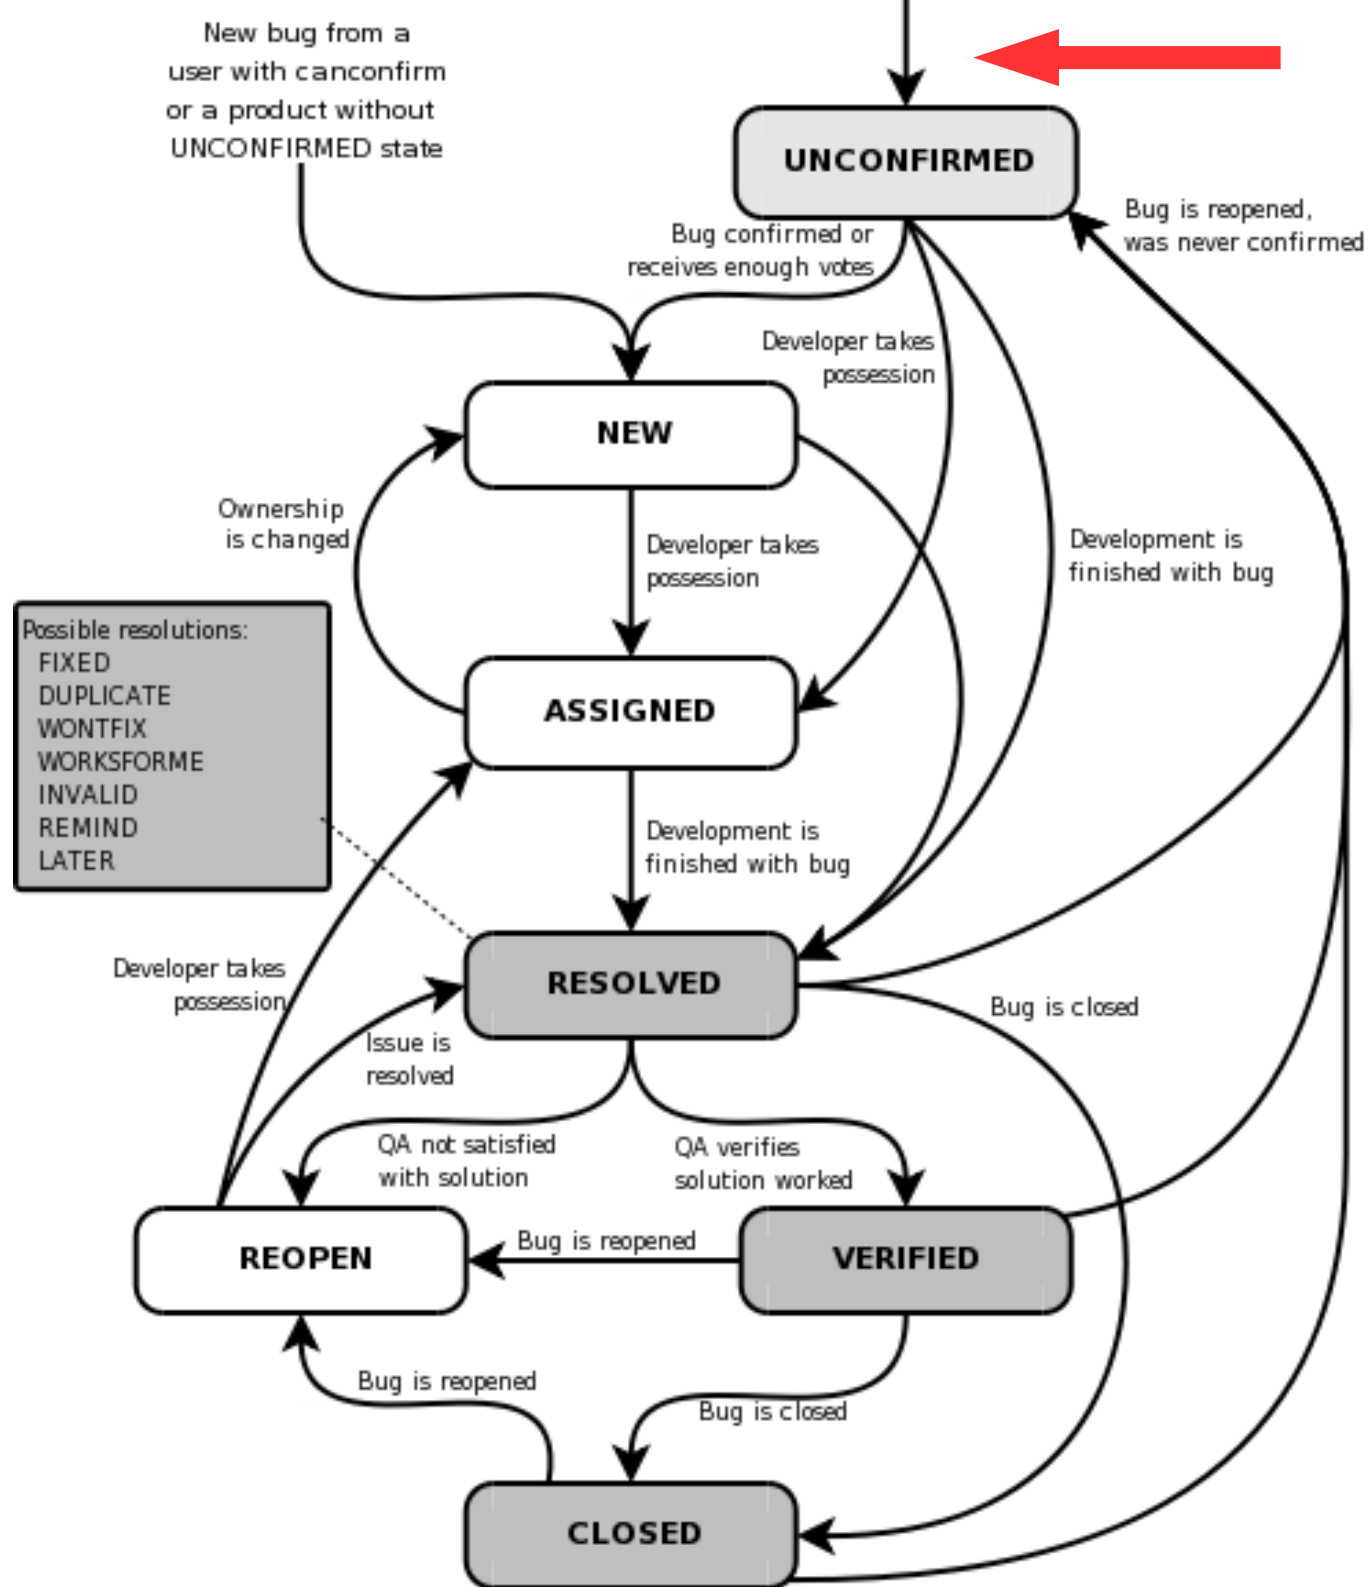 New bug from a
user with canconfirm
or a product without
UNCONFIRMED state
UNCONFIRMED
Bug is reopened,
was never confirmed
Bug confirmed or
receives enough votes
Developer takes
possession
NEW
Ownership
is changed
Developer takes
possession
Development is
finished with bug
Possible resolutions:
FIXED
DUPLICATE
WONTFIX
WORKSFORME
INVALID
REMIND
LATER
ASSIGNED
Development is
finished with bug
RESOLVED
Developer takes
possession
Bug is closed
Issue is
resolved
QA not satisfied
with solution
QA verifies
solution worked
REOPEN
Bug is reopened
VERIFIED
Bug is reopened
Bug is closed
CLOSED